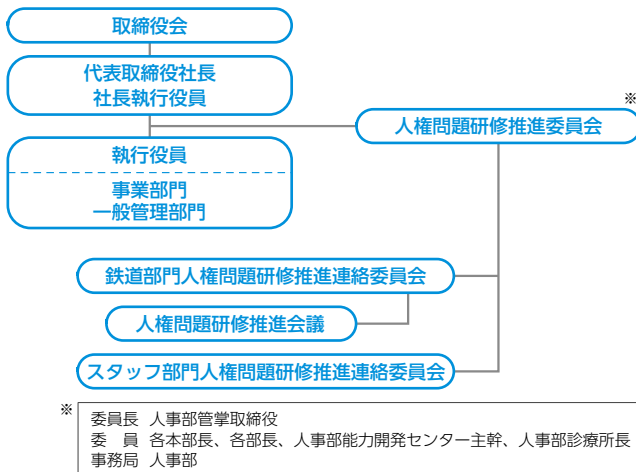 取締役会
代表取締役社長
社長執行役員
※
人権問題研修推進委員会
執行役員
事業部門
一般管理部門
鉄道部門人権問題研修推進連絡委員会
人権問題研修推進会議
スタッフ部門人権問題研修推進連絡委員会
※
委員長 人事部管掌取締役
委　員 各本部長、各部長、人事部能力開発センター主幹、人事部診療所長
事務局 人事部